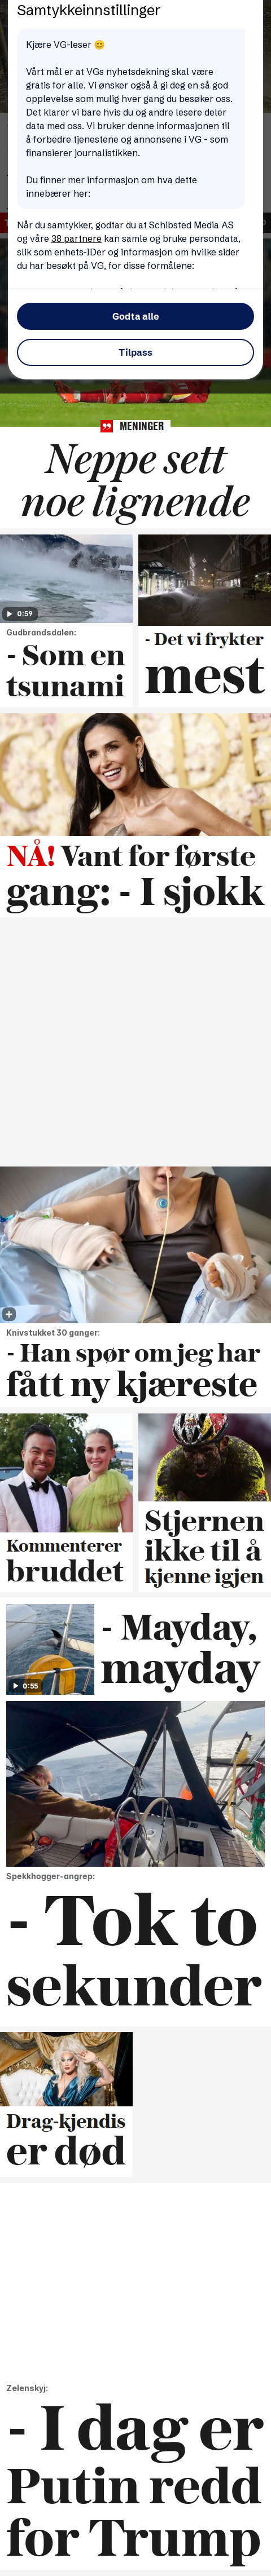 Samtykkeinnstillinger
Kjære VG-leser 😊
Vårt mål er at VGs nyhetsdekning skal være
gratis for alle. Vi ønsker også å gi deg en så god
opplevelse som mulig hver gang du besøker oss.
Det klarer vi bare hvis du og andre lesere deler
data med oss. Vi bruker denne informasjonen til
å forbedre tjenestene og annonsene i VG - som
finansierer journalistikken.
Du finner mer informasjon om hva dette
innebærer her:
Når du samtykker, godtar du at Schibsted Media AS
og våre 38 partnere kan samle og bruke persondata,
slik som enhets-IDer og informasjon om hvilke sider
du har besøkt på VG, for disse formålene:
Godta alle
Tilpass
MENINGER
Neppe sett
noe lignende
0:59
Gudbrandsdalen:
- Som en
tsunami
- Det vi frykter
mest
NÅ! Vant for første
gang: - I sjokk
Knivstukket 30 ganger:
- Han spør om jeg har
fått ny kjæreste
Kommenterer
bruddet
Stjernen
ikke til å
kjenne igjen
0:55
- Mayday,
mayday
Spekkhogger-angrep:
- Tok to
sekunder
Drag-kjendis
er død
Zelenskyj:
- I dag er
Putin redd
for Trump